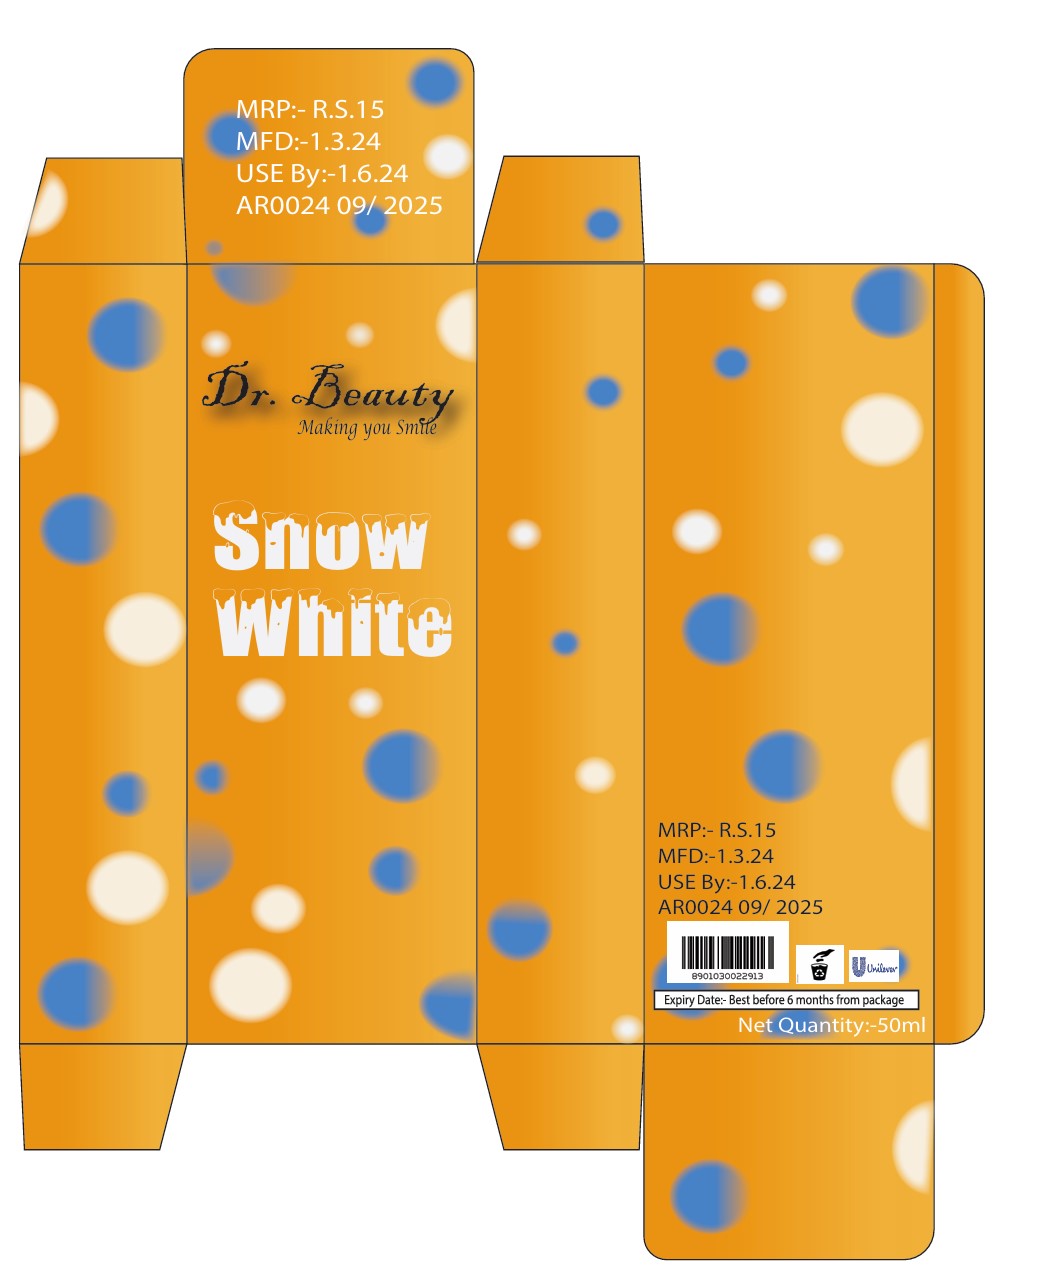 MRP:- R.S.15
MFD:-1.3.24
USE By:-1.6.24
AR0024 09/ 2025
Dr. Beauty
Making you Smile
Snow
White
MRP:- R.S.15
MFD:-1.3.24
USE By:-1.6.24
AR0024 09/ 2025
8901030022913
Unilever
Expiry Date:- Best before 6 months from package
Net Quantity:-50ml